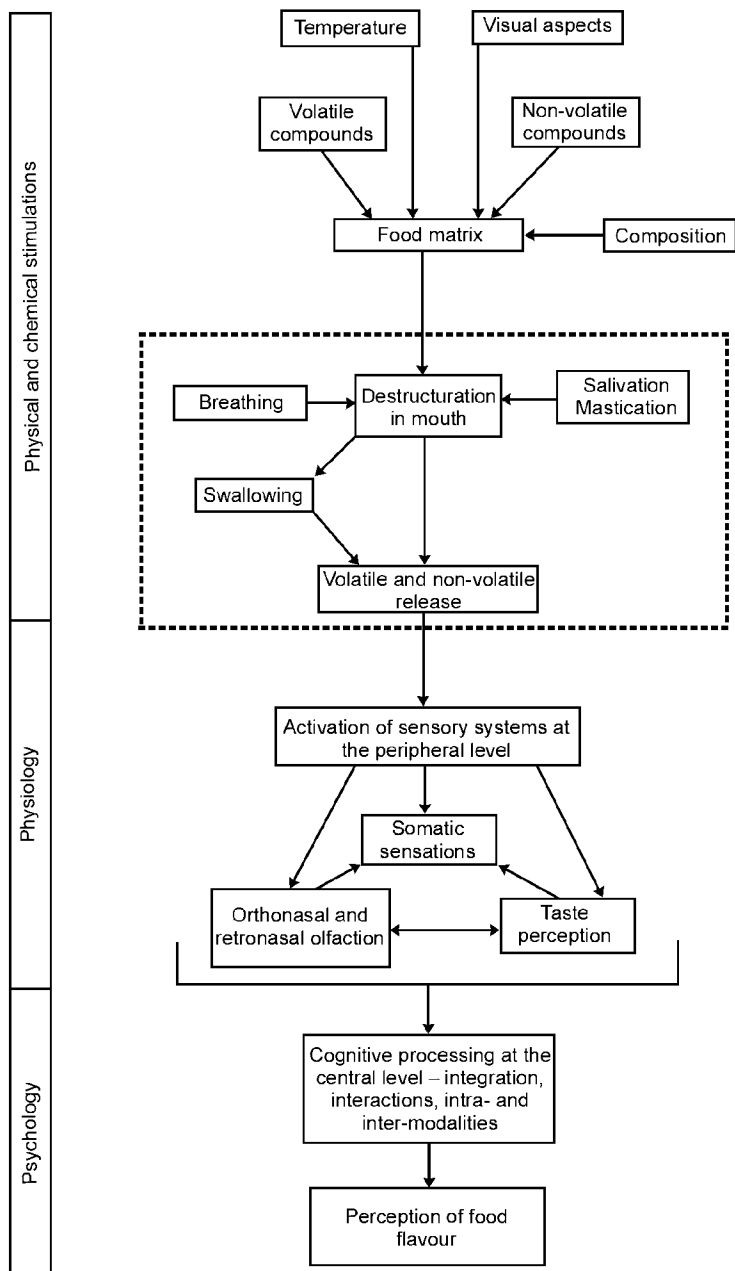 Temperature
Visual aspects
Volatile
compounds
Non-volatile
compounds
Food matrix
Composition
Physical and chemical stimulations
Breathing
Destructuration
in mouth
Salivation
Mastication
Swallowing
Volatile and non-volatile
release
Physiology
Activation of sensory systems at
the peripheral level
Somatic
sensations
Orthonasal and
retronasal olfaction
Taste
perception
Psychology
Cognitive processing at the
central level – integration,
interactions, intra- and
inter-modalities
Perception of food
flavour